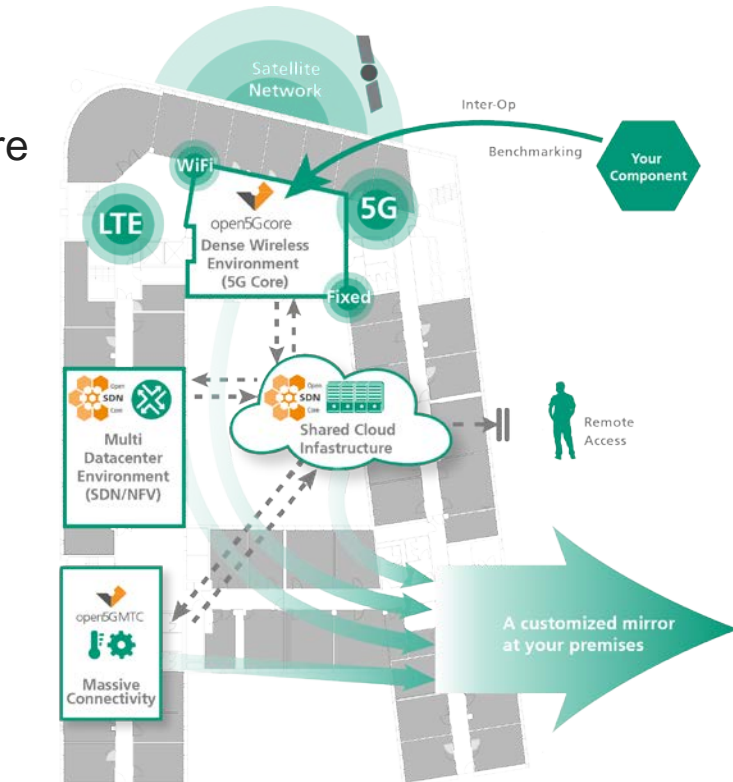 Satellite
Network
re
Inter-Op
Benchmarking
Your
Component
WiFi
LTE
5G
open5Gcore
Dense Wireless
Environment
(5G Core)
Fixed
Open
SDN
Core
Multi
Datacenter
Environment
(SDN/NFV)
Open
SDN
Core
Shared Cloud
Infastructure
Remote
Access
open5GMTC
Massive
Connectivity
A customized mirror
at your premises